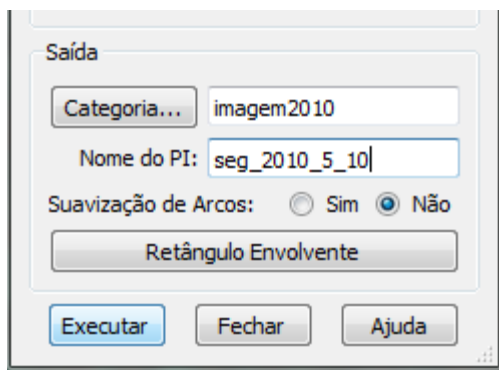 Saída
Categoria... imagem2010
Nome do PI: seg_2010_5_10
Suavização de Arcos: Sim Não
Retângulo Envolvente
Executar Fechar Ajuda